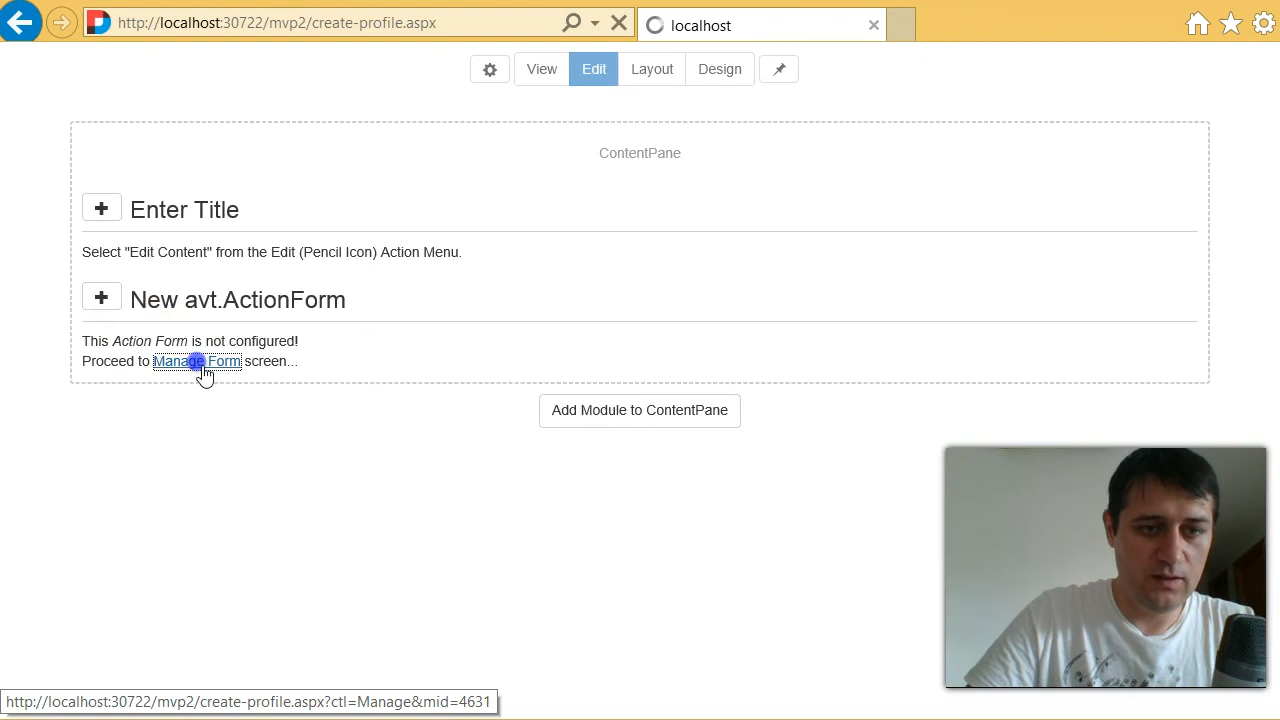 http://localhost:30722/mvp2/create-profile.aspx
localhost
View
Edit
Layout
Design
ContentPane
Enter Title
Select "Edit Content" from the Edit (Pencil Icon) Action Menu.
New avt.ActionForm
This Action Form is not configured!
Proceed to Manage Form screen...
Add Module to ContentPane
http://localhost:30722/mvp2/create-profile.aspx?ctl=Manage&mid=4631